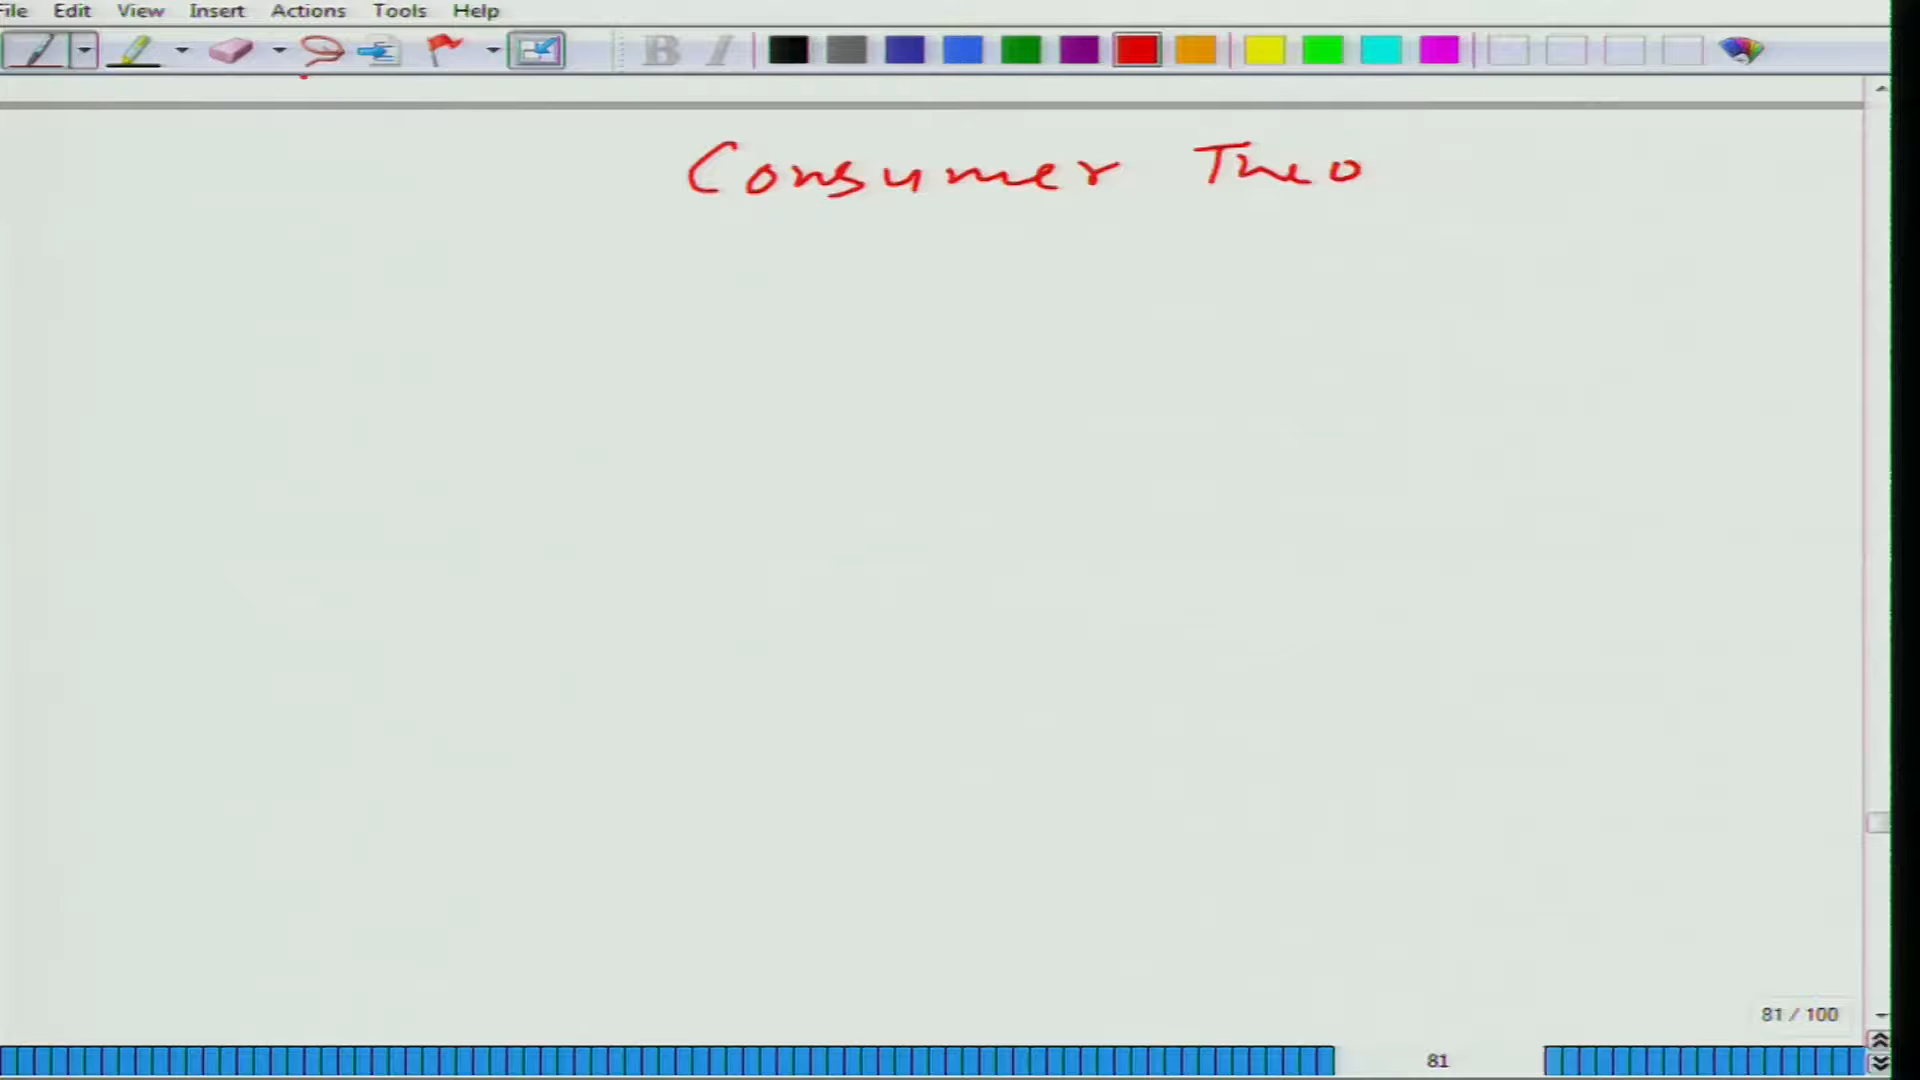 File Edit View Insert Actions Tools Help
B I
Consumer Theo
81 / 100
81